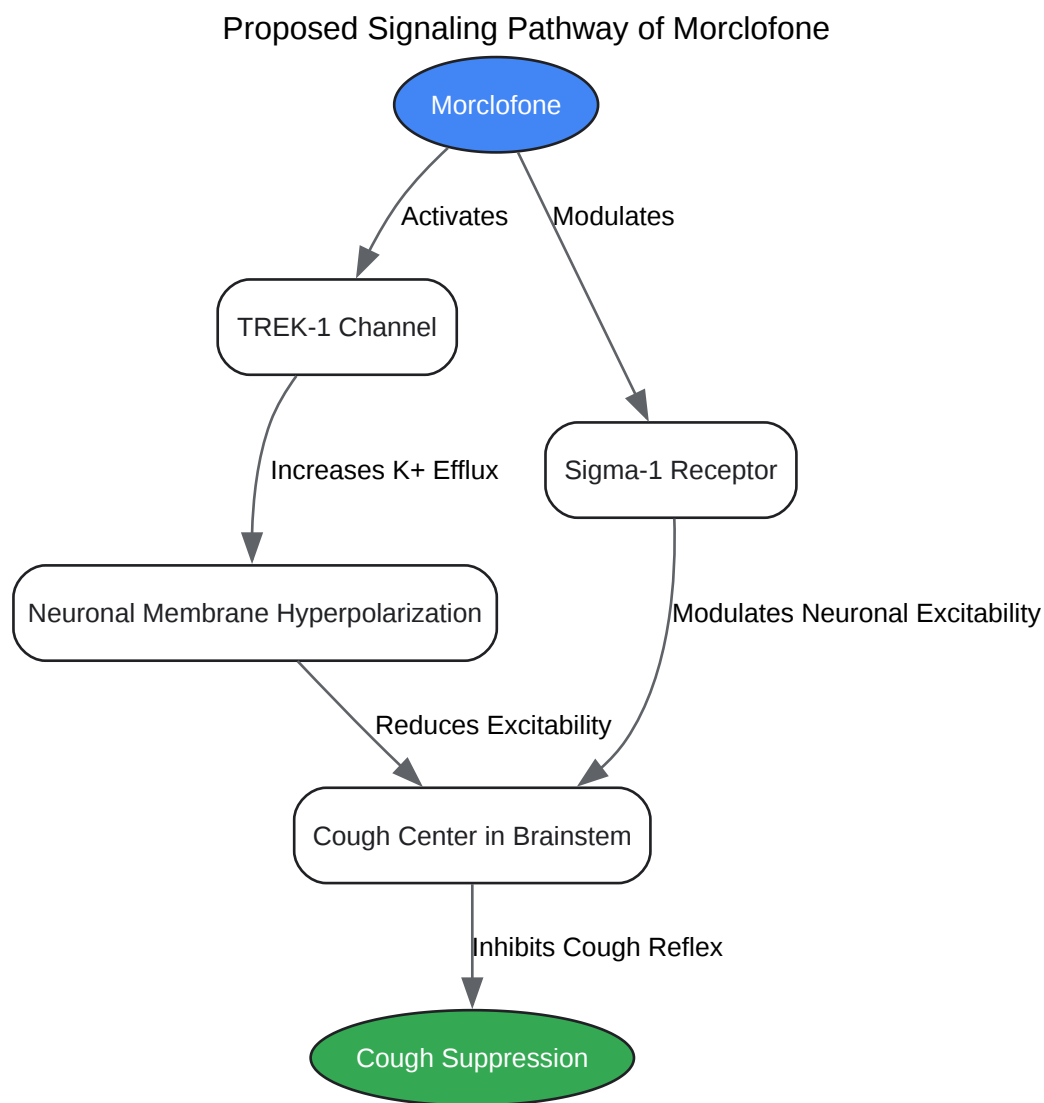 Proposed Signaling Pathway of Morclofone
Morclofone
Activates
Modulates
TREK-1 Channel
Increases K+ Efflux
Sigma-1 Receptor
Neuronal Membrane Hyperpolarization
Modulates Neuronal Excitability
Reduces Excitability
Cough Center in Brainstem
Inhibits Cough Reflex
Cough Suppression